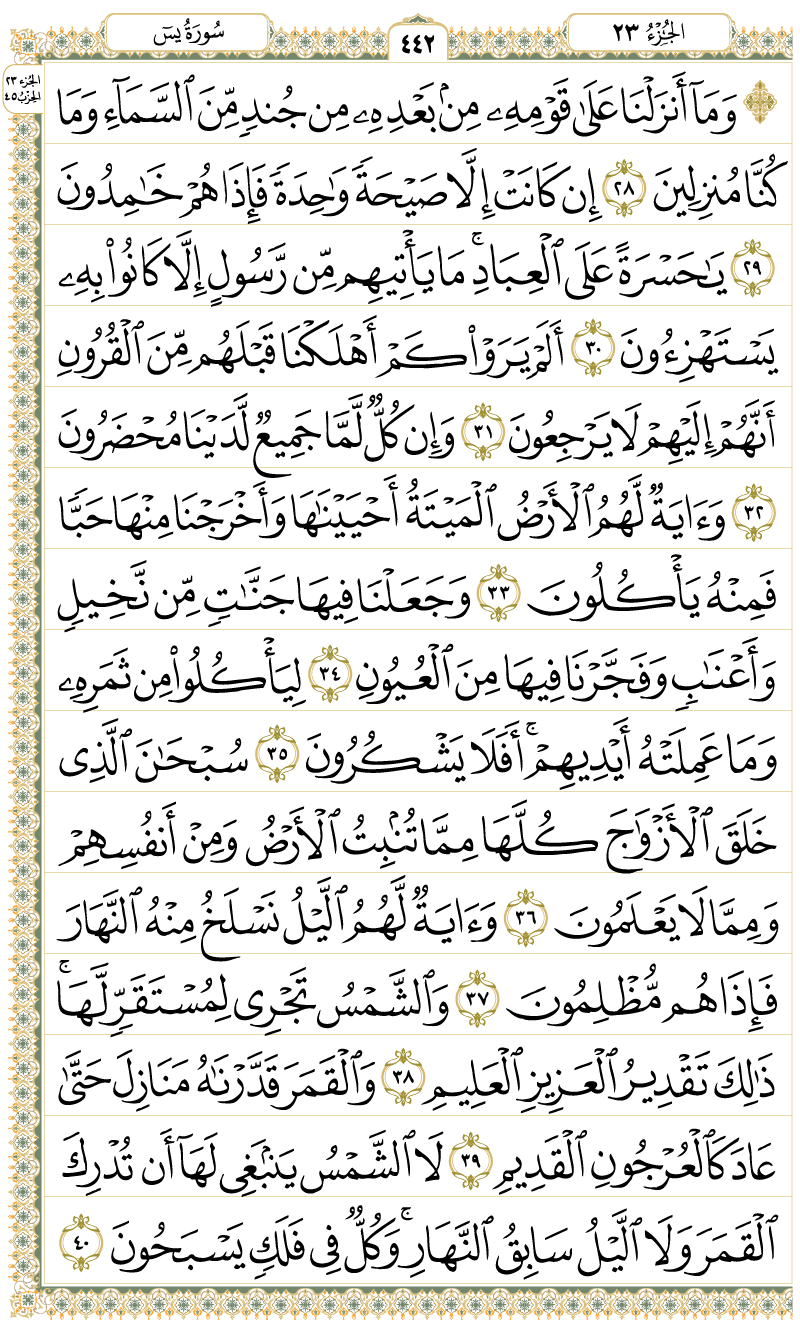 سُورَةُ يسٓ
٤٤٢
الجُزْءُ ٢٣
الجُزء ٢٣
الحِزْب ٤٥
وَمَآ أَنزَلْنَا عَلَىٰ قَوْمِهِۦ مِنۢ بَعْدِهِۦ مِن جُندٍ مِّنَ ٱلسَّمَآءِ وَمَا
كُنَّا مُنزِلِينَ ٢٨ إِن كَانَتْ إِلَّا صَيْحَةً وَٰحِدَةً فَإِذَا هُمْ خَٰمِدُونَ
٢٩ يَٰحَسْرَةً عَلَى ٱلْعِبَادِۚ مَا يَأْتِيهِم مِّن رَّسُولٍ إِلَّا كَانُوا۟ بِهِۦ
يَسْتَهْزِءُونَ ٣٠ أَلَمْ يَرَوْا۟ كَمْ أَهْلَكْنَا قَبْلَهُم مِّنَ ٱلْقُرُونِ
أَنَّهُمْ إِلَيْهِمْ لَا يَرْجِعُونَ ٣١ وَإِن كُلٌّ لَّمَّا جَمِيعٌ لَّدَيْنَا مُحْضَرُونَ
٣٢ وَءَايَةٌ لَّهُمُ ٱلْأَرْضُ ٱلْمَيْتَةُ أَحْيَيْنَٰهَا وَأَخْرَجْنَا مِنْهَا حَبًّا
فَمِنْهُ يَأْكُلُونَ ٣٣ وَجَعَلْنَا فِيهَا جَنَّٰتٍ مِّن نَّخِيلٍ
وَأَعْنَٰبٍ وَفَجَّرْنَا فِيهَا مِنَ ٱلْعُيُونِ ٣٤ لِيَأْكُلُوا۟ مِن ثَمَرِهِۦ
وَمَا عَمِلَتْهُ أَيْدِيهِمْۚ أَفَلَا يَشْكُرُونَ ٣٥ سُبْحَٰنَ ٱلَّذِى
خَلَقَ ٱلْأَزْوَٰجَ كُلَّهَا مِمَّا تُنۢبِتُ ٱلْأَرْضُ وَمِنْ أَنفُسِهِمْ
وَمِمَّا لَا يَعْلَمُونَ ٣٦ وَءَايَةٌ لَّهُمُ ٱلَّيْلُ نَسْلَخُ مِنْهُ ٱلنَّهَارَ
فَإِذَا هُم مُّظْلِمُونَ ٣٧ وَٱلشَّمْسُ تَجْرِى لِمُسْتَقَرٍّ لَّهَاۚ
ذَٰلِكَ تَقْدِيرُ ٱلْعَزِيزِ ٱلْعَلِيمِ ٣٨ وَٱلْقَمَرَ قَدَّرْنَٰهُ مَنَازِلَ حَتَّىٰ
عَادَ كَٱلْعُرْجُونِ ٱلْقَدِيمِ ٣٩ لَا ٱلشَّمْسُ يَنۢبَغِى لَهَآ أَن تُدْرِكَ
ٱلْقَمَرَ وَلَا ٱلَّيْلُ سَابِقُ ٱلنَّهَارِۚ وَكُلٌّ فِى فَلَكٍ يَسْبَحُونَ ٤٠